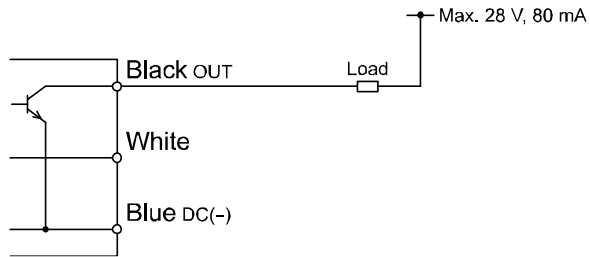 Max. 28 V, 80 mA
Black OUT
Load
White
Blue DC(−)